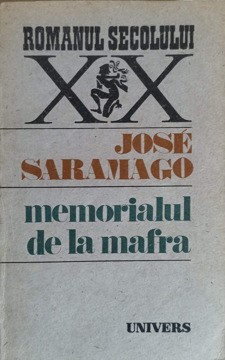 ROMANUL SECOLULUI
XX
JOSÉ
SARAMAGO
memorialul
de la mafra
UNIVERS